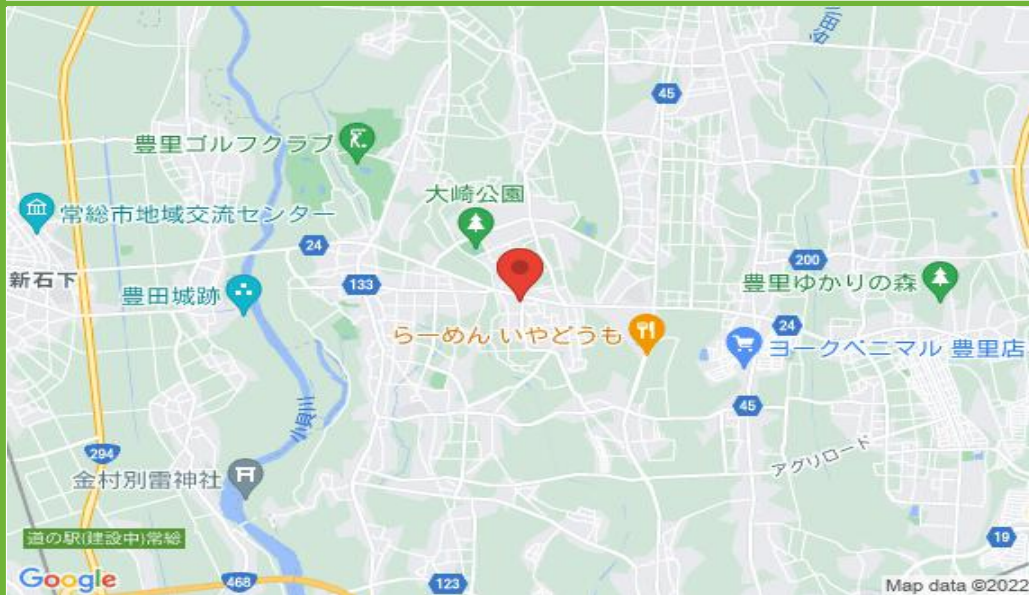 谷田川
45
豊里ゴルフクラブ
大崎公園
常総市地域交流センター
24
新石下
133
豊田城跡
200
豊里ゆかりの森
らーめん いやどうも
24
ヨークベニマル 豊里店
小貝川
45
294
アグリロード
金村別雷神社
道の駅(建設中)常総
19
Google
468
123
Map data ©2022